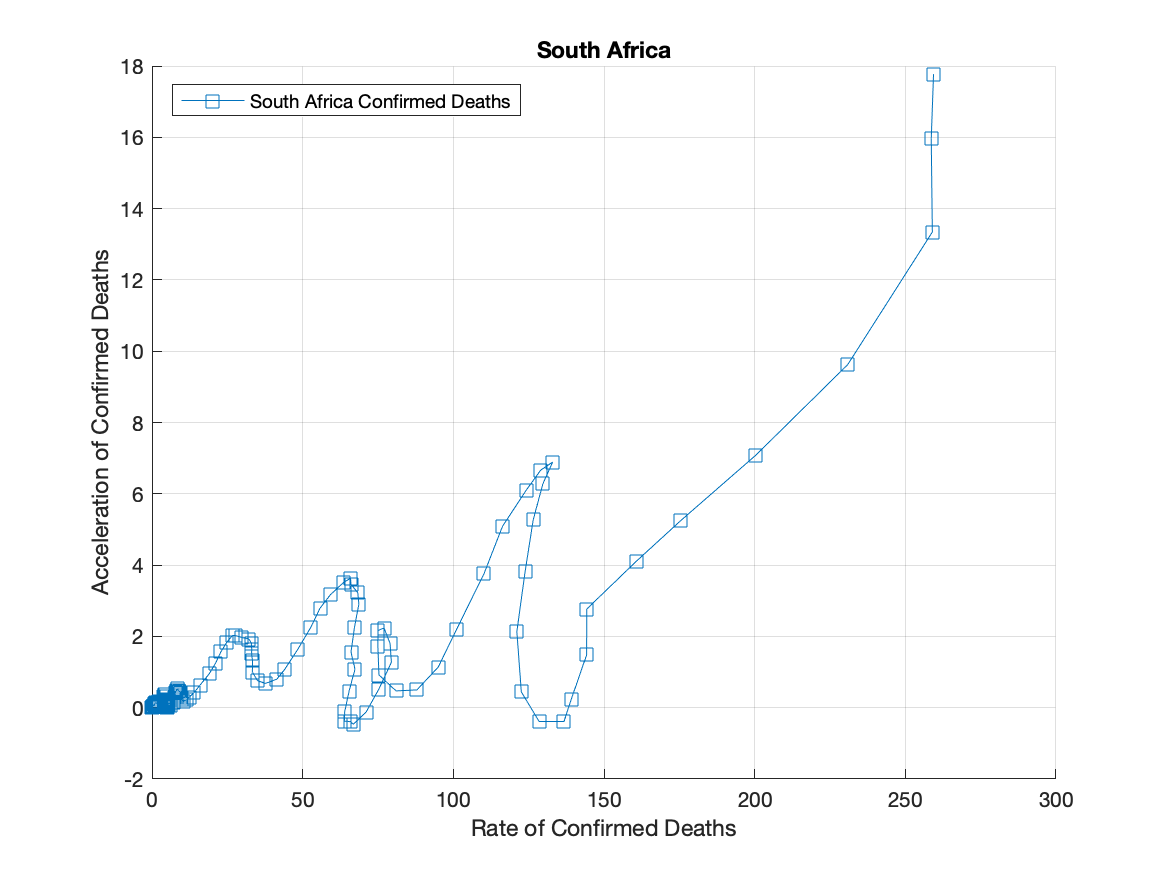 South Africa
South Africa Confirmed Deaths
18
16
14
12
10
8
6
4
2
0
-2
Acceleration of Confirmed Deaths
0 50 100 150 200 250 300
Rate of Confirmed Deaths